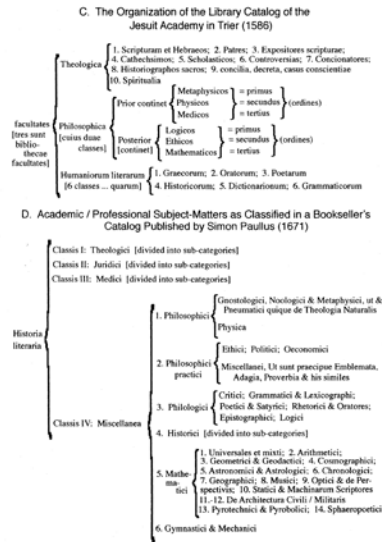 C. The Organization of the Library Catalog of the
Jesuit Academy in Trier (1586)
Theologica
1. Scripturam et Hebraeos; 2. Patres; 3. Expositores scripturae;
4. Cathechismos; 5. Scholasticos; 6. Controversias; 7. Concionatores;
8. Historiographos sacros; 9. concilia, decreta, casus conscientiae
10. Spiritualia
facultates
[tres sunt
bibliothecae
facultates]
Philosophica
[cuius duae
classes]
Prior continet
Metaphysicos = primus
Physicos = secundus (ordines)
Medicos = tertius
Posterior
[continet]
Logicos = primus
Ethicos = secundus (ordines)
Mathematicos = tertius
Humaniorum literarum
[6 classes ... quarum]
1. Graecorum; 2. Oratorum; 3. Poetarum
4. Historicorum; 5. Dictionarionum; 6. Grammaticorum
D. Academic / Professional Subject-Matters as Classified in a Bookseller's
Catalog Published by Simon Paullus (1671)
Historia
literaria
Classis I: Theologici [divided into sub-categories]
Classis II: Juridici [divided into sub-categories]
Classis III: Medici [divided into sub-categories]
Classis IV: Miscellanea
1. Philosophici
Gnostologici, Noologici & Metaphysici, ut &
Pneumatici quique de Theologia Naturalis
Physica
2. Philosophici
practici
Ethici; Politici; Oeconomici
Miscellanei, Ut sunt praecipue Emblemata,
Adagia, Proverbia & his similes
3. Philologici
Critici; Grammatici & Lexicographi;
Poetici & Satyrici; Rhetorici & Oratores;
Epistographici; Logici
4. Historici [divided into sub-categories]
5. Mathe-
matici
1. Universales et misti; 2. Arithmetici;
3. Geometrici & Geodactici; 4. Cosmographici;
5. Astronomici & Astrologici; 6. Chronologici;
7. Geographici; 8. Musici; 9. Optici & de Per-
spectivis; 10. Statici & Machinarum Scriptores
11.-12. De Architectura Civili / Militaris
13. Pyrotechnici & Pyrobolici; 14. Sphaeropoetici
6. Gymnastici & Mechanici